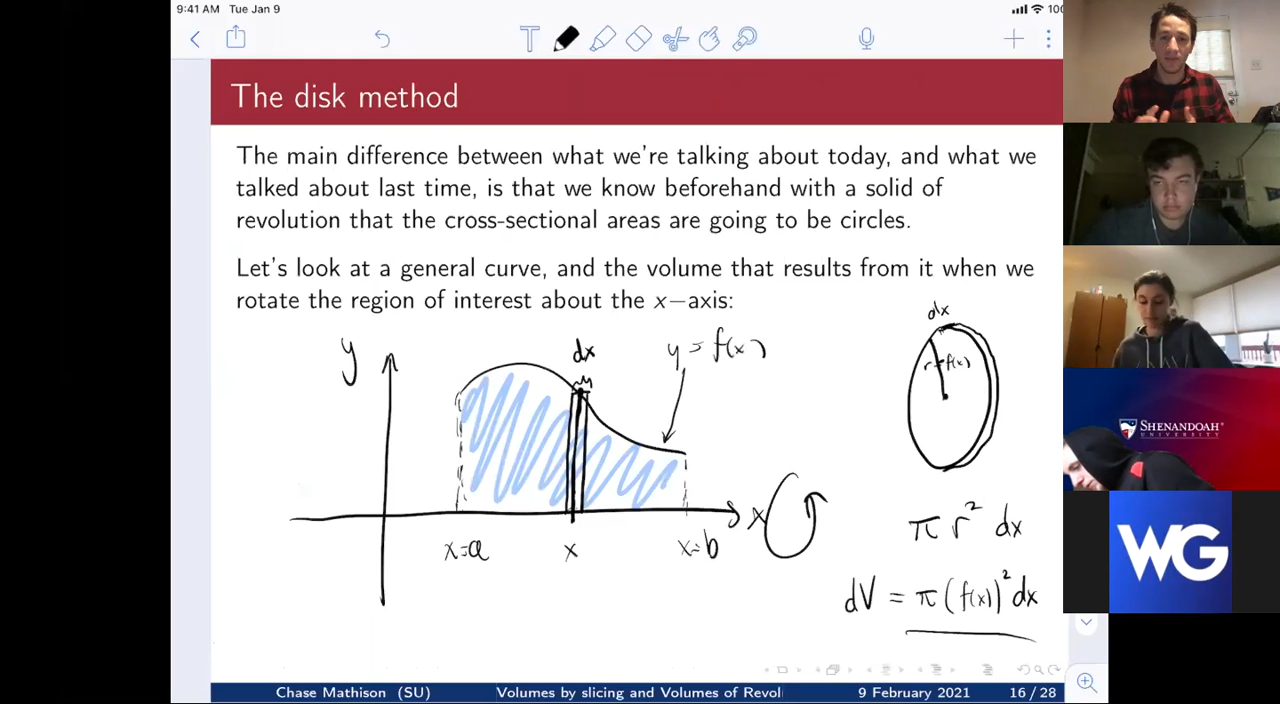 9:41 AM Tue Jan 9
The disk method
The main difference between what we're talking about today, and what we
talked about last time, is that we know beforehand with a solid of
revolution that the cross-sectional areas are going to be circles.
Let's look at a general curve, and the volume that results from it when we
rotate the region of interest about the x−axis:
dx
r=f(x)
y
dx
y = f(x)
x
x=a
x
x=b
π r² dx
dV = π (f(x))² dx
SHENANDOAH
UNIVERSITY
WG
Chase Mathison (SU)
Volumes by slicing and Volumes of Revol
9 February 2021
16 / 28